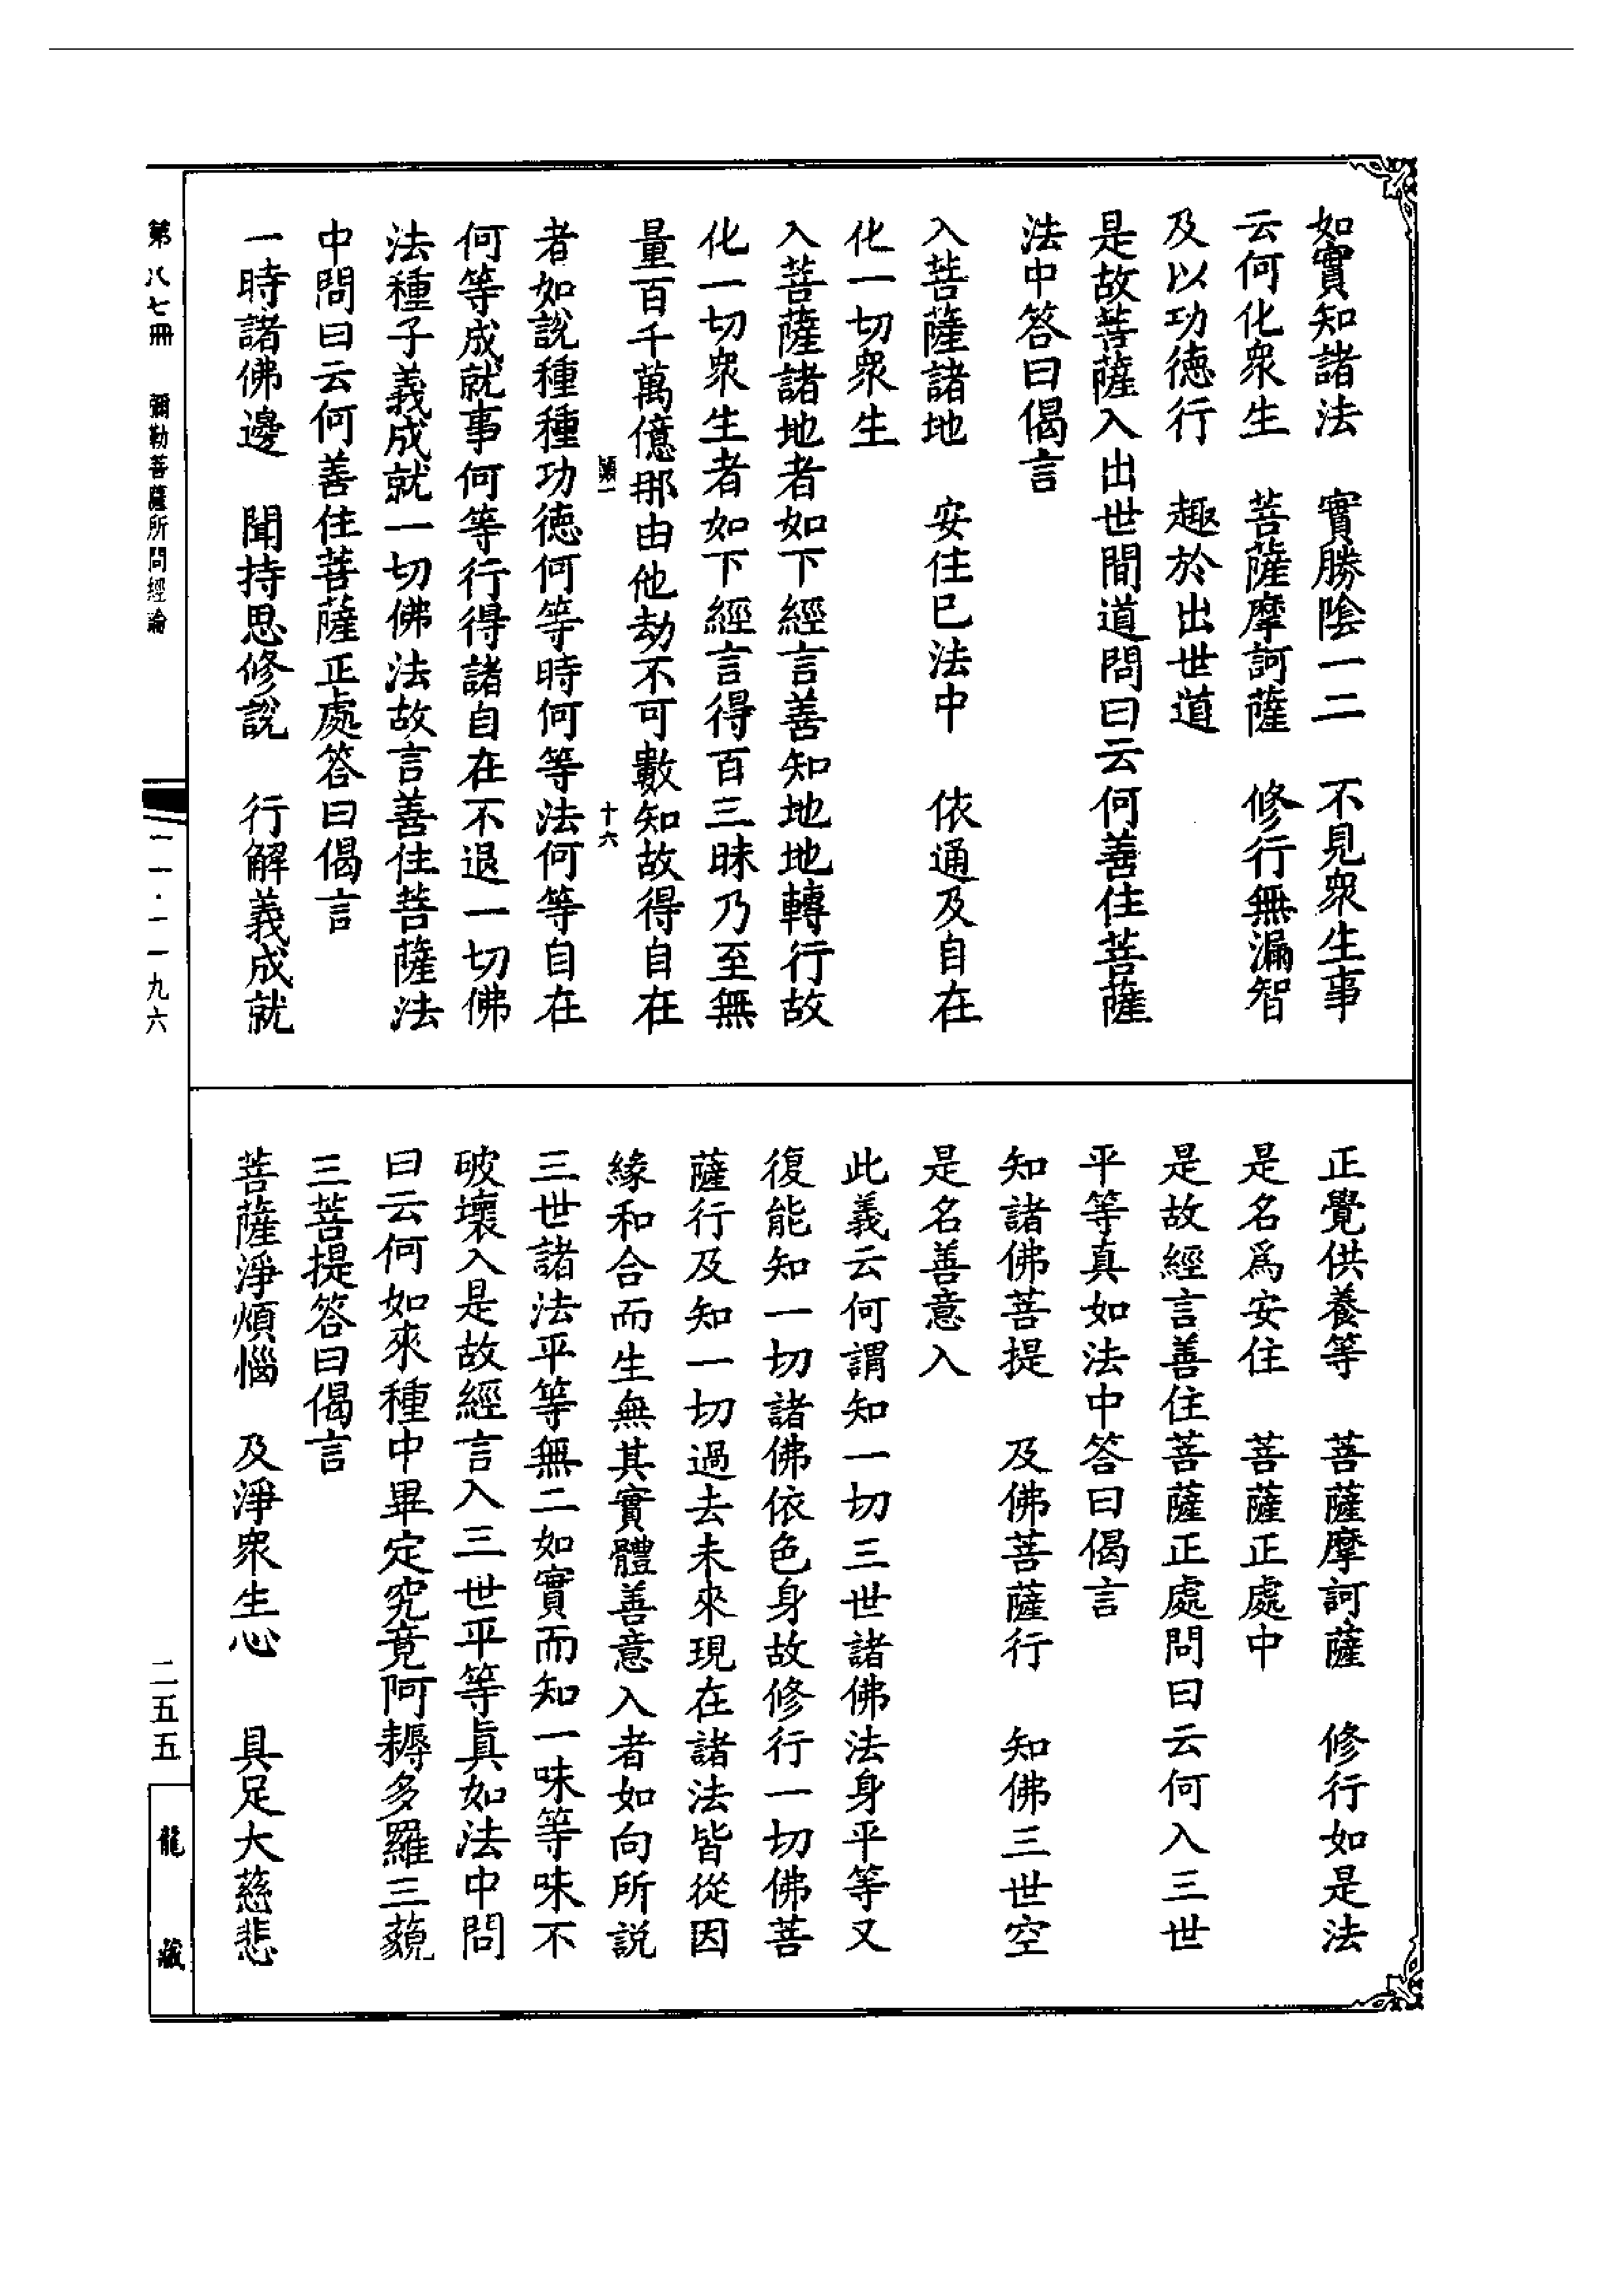 如實知諸法　實勝陰一二　不見衆生事
云何化衆生　菩薩摩訶薩　修行無漏智
及以功德行　趣於出世道
是故菩薩入出世間道問曰云何善住菩薩
法中答曰偈言
入菩薩諸地　安住已法中　依通及自在
化一切衆生
入菩薩諸地者如下經言善知地地轉行故
化一切衆生者如下經言得百三昧乃至無
量百千萬億那由他劫不可數知故得自在
十六
者如說種種功德何等時何等法何等自在
何等成就事何等行得諸自在不退一切佛
法種子義成就一切佛法故言善住菩薩法
中問曰云何善住菩薩正處答曰偈言
一時諸佛邊　聞持思修說　行解義成就
正覺供養等　菩薩摩訶薩　修行如是法
是名爲安住　菩薩正處中
是故經言善住菩薩正處問曰云何入三世
平等真如法中答曰偈言
知諸佛菩提　及佛菩薩行　知佛三世空
是名善意入
此義云何謂知一切三世諸佛法身平等又
復能知一切諸佛依色身故修行一切佛菩
薩行及知一切過去未來現在諸法皆從因
緣和合而生無其實體善意入者如向所説
三世諸法平等無二如實而知一味等味不
破壞入是故經言入三世平等眞如法中問
曰云何如來種中畢定究竟阿耨多羅三藐
三菩提答曰偈言
菩薩淨煩惱　及淨衆生心　具足大慈悲
第八七冊　彌勒菩薩所問經論
一一·一一九六
二五五
龍藏